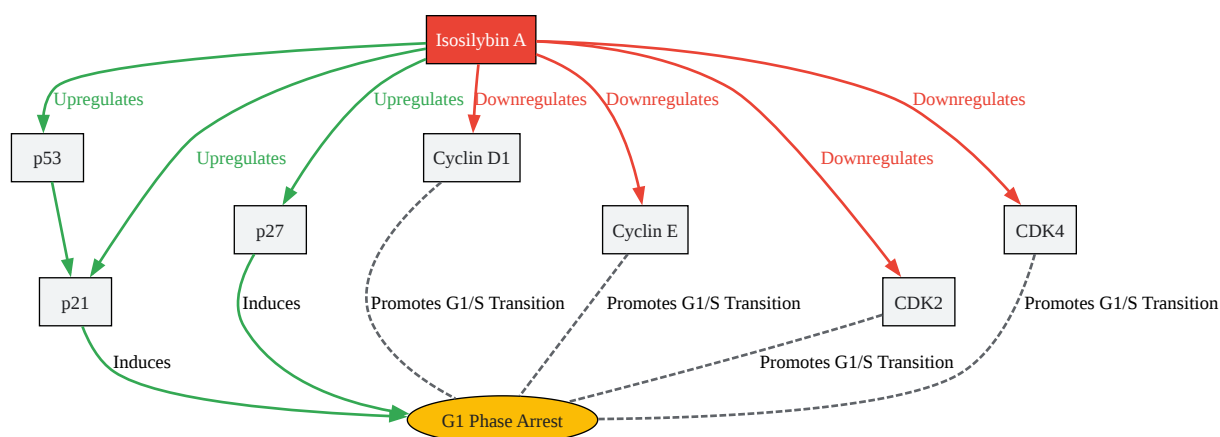 Isosilybin A
Upregulates
Upregulates
Downregulates
Downregulates
Downregulates
p53
Upregulates
Cyclin D1
Downregulates
p27
Cyclin E
CDK4
p21
Induces
Promotes G1/S Transition
Promotes G1/S Transition
CDK2
Promotes G1/S Transition
Induces
Promotes G1/S Transition
G1 Phase Arrest